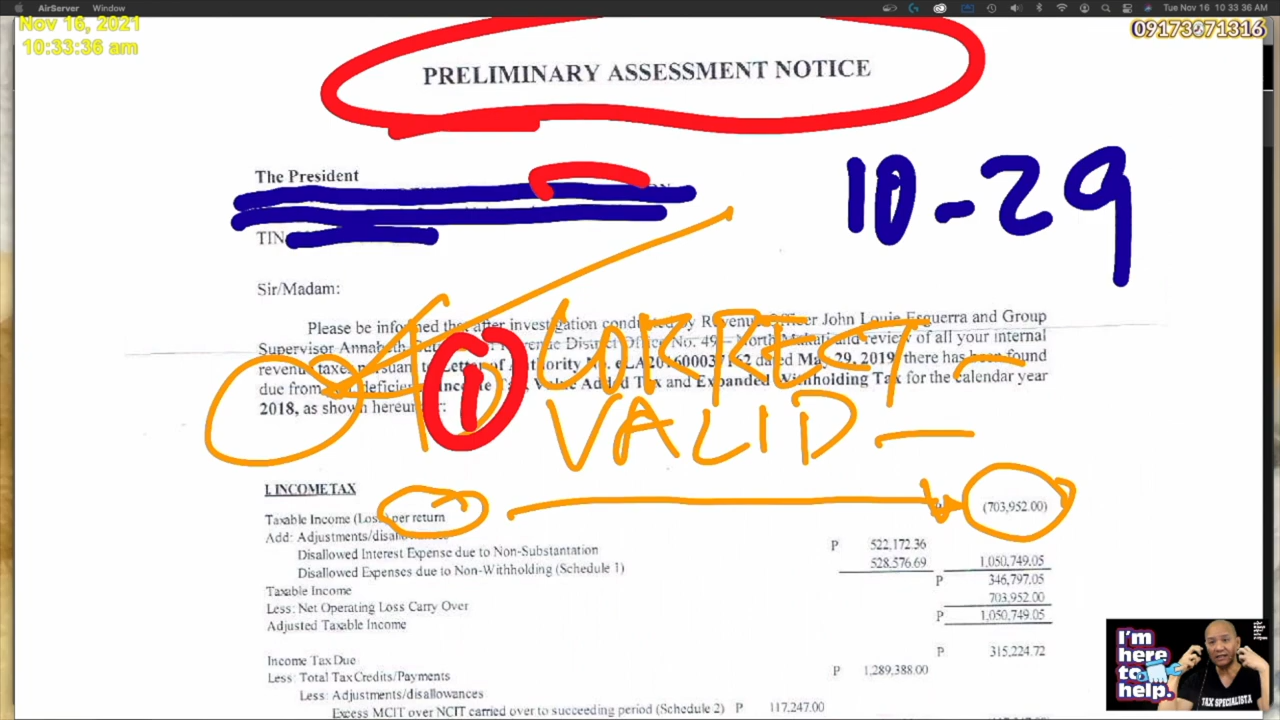 AirServer Window Tue Nov 16 10 33 36 AM
Nov 16, 2021
10:33:36 am
09173071316
PRELIMINARY ASSESSMENT NOTICE
10-29
The President
TIN
Sir/Madam:
Please be informed that after investigation conducted by Revenue Officer John Louie Esguerra and Group
Supervisor Annabeth District Office No. 49 – North Makati and review of all your internal
revenue taxes pursuant to Letter of Authority No. dated May 29, 2019, there has been found
due from Tax, Value Added Tax and Expanded Withholding Tax for the calendar year
2018, as shown
1
CORRECT -
VALID -
I. INCOME TAX
Taxable Income (Loss) per return (703,952.00)
Add: Adjustments/disallowances
Disallowed Interest Expense due to Non-Substantation P 522,172.36
Disallowed Expenses due to Non-Withholding (Schedule 1) 528,576.69 1,050,749.05
Taxable Income P 346,797.05
Less: Net Operating Loss Carry Over 703,952.00
Adjusted Taxable Income P 1,050,749.05
Income Tax Due P 315,224.72
Less: Total Tax Credits/Payments P 1,289,388.00
Less: Adjustments/disallowances
Excess MCIT over NCIT carried over to succeeding period (Schedule 2) P 117,247.00
I'm
here
to
help.
TAX SPECIALISTA